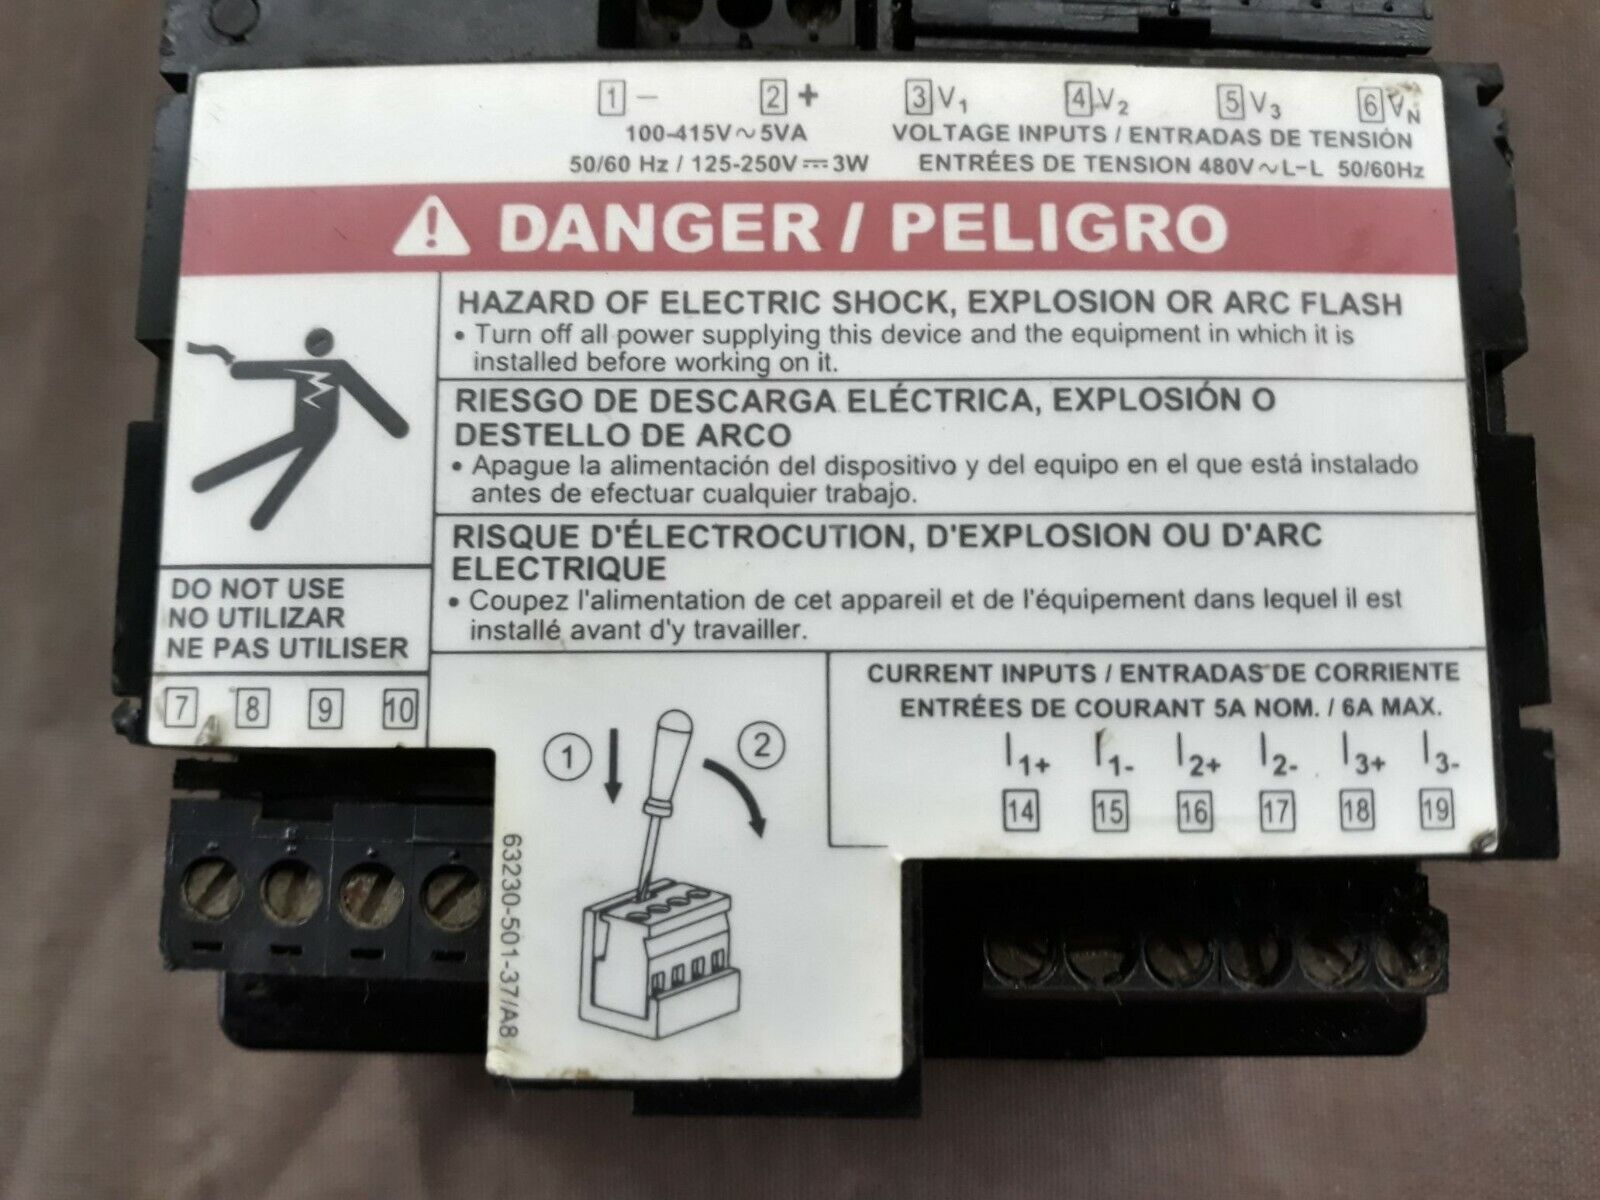 1 − 2 + 3 V1 4 V2 5 V3 6 VN
100-415V∼5VA VOLTAGE INPUTS / ENTRADAS DE TENSIÓN
50/60 Hz / 125-250V⎓3W ENTRÉES DE TENSION 480V∼L-L 50/60Hz
DANGER / PELIGRO
HAZARD OF ELECTRIC SHOCK, EXPLOSION OR ARC FLASH
• Turn off all power supplying this device and the equipment in which it is
installed before working on it.
RIESGO DE DESCARGA ELÉCTRICA, EXPLOSIÓN O
DESTELLO DE ARCO
• Apague la alimentación del dispositivo y del equipo en el que está instalado
antes de efectuar cualquier trabajo.
RISQUE D'ÉLECTROCUTION, D'EXPLOSION OU D'ARC
ELECTRIQUE
• Coupez l'alimentation de cet appareil et de l'équipement dans lequel il est
installé avant d'y travailler.
DO NOT USE
NO UTILIZAR
NE PAS UTILISER
7 8 9 10
1 2
63230-501-37/A8
CURRENT INPUTS / ENTRADAS DE CORRIENTE
ENTRÉES DE COURANT 5A NOM. / 6A MAX.
I1+ I1- I2+ I2- I3+ I3-
14 15 16 17 18 19